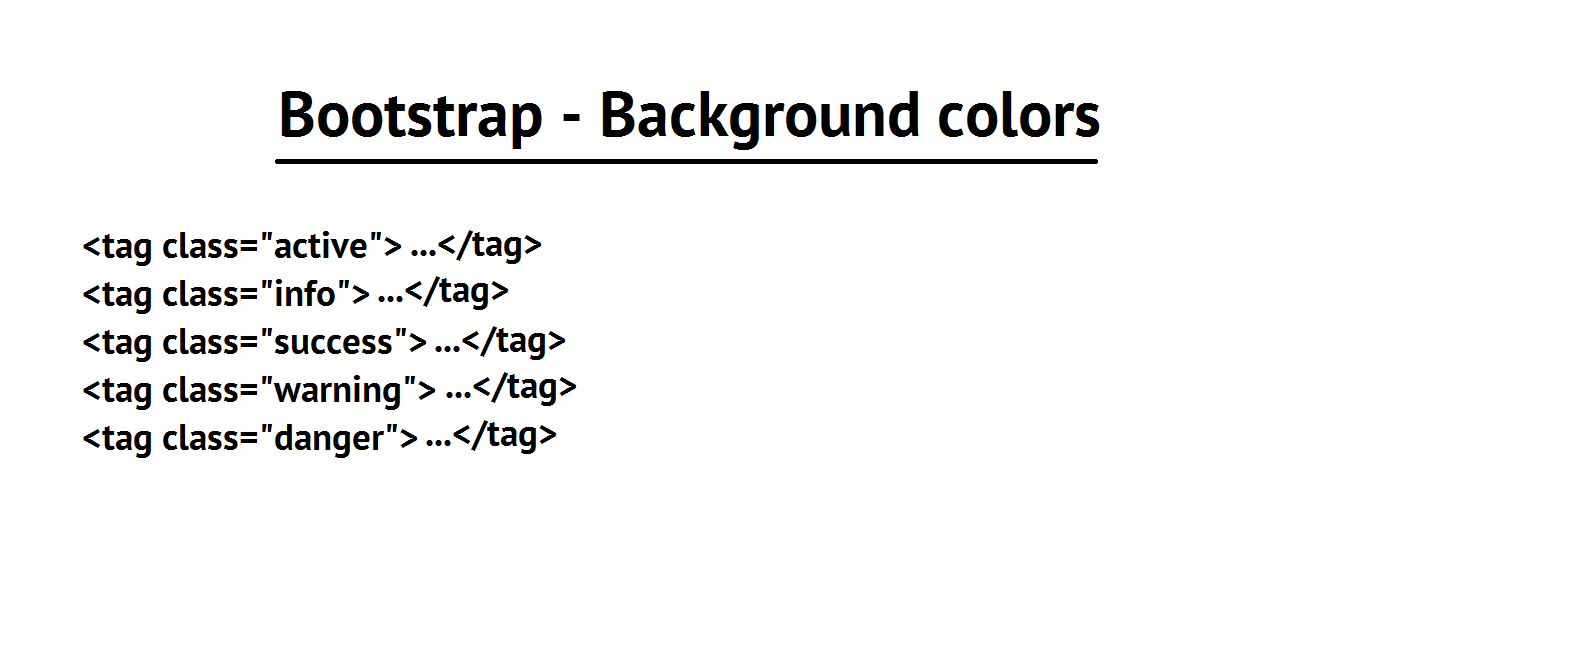 Bootstrap - Background colors
<tag class="active"> ...</tag>
<tag class="info"> ...</tag>
<tag class="success"> ...</tag>
<tag class="warning"> ...</tag>
<tag class="danger"> ...</tag>